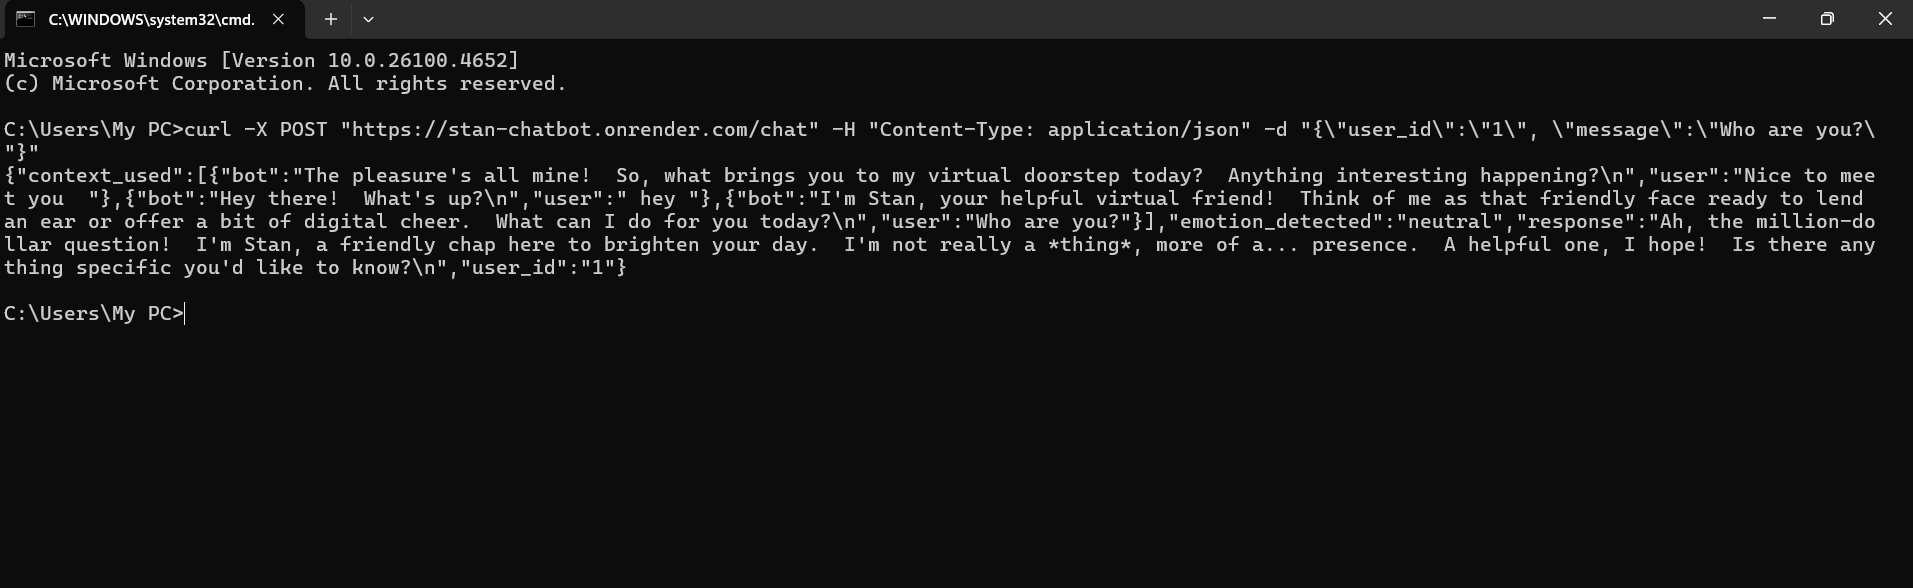 C:\WINDOWS\system32\cmd.
Microsoft Windows [Version 10.0.26100.4652]
(c) Microsoft Corporation. All rights reserved.
C:\Users\My PC>curl -X POST "https://stan-chatbot.onrender.com/chat" -H "Content-Type: application/json" -d "{\"user_id\":\"1\", \"message\":\"Who are you?\
"}"
{"context_used":[{"bot":"The pleasure's all mine!  So, what brings you to my virtual doorstep today?  Anything interesting happening?\n","user":"Nice to mee
t you  "},{"bot":"Hey there!  What's up?\n","user":" hey "},{"bot":"I'm Stan, your helpful virtual friend!  Think of me as that friendly face ready to lend
an ear or offer a bit of digital cheer.  What can I do for you today?\n","user":"Who are you?"}],"emotion_detected":"neutral","response":"Ah, the million-do
llar question!  I'm Stan, a friendly chap here to brighten your day.  I'm not really a *thing*, more of a... presence.  A helpful one, I hope!  Is there any
thing specific you'd like to know?\n","user_id":"1"}
C:\Users\My PC>